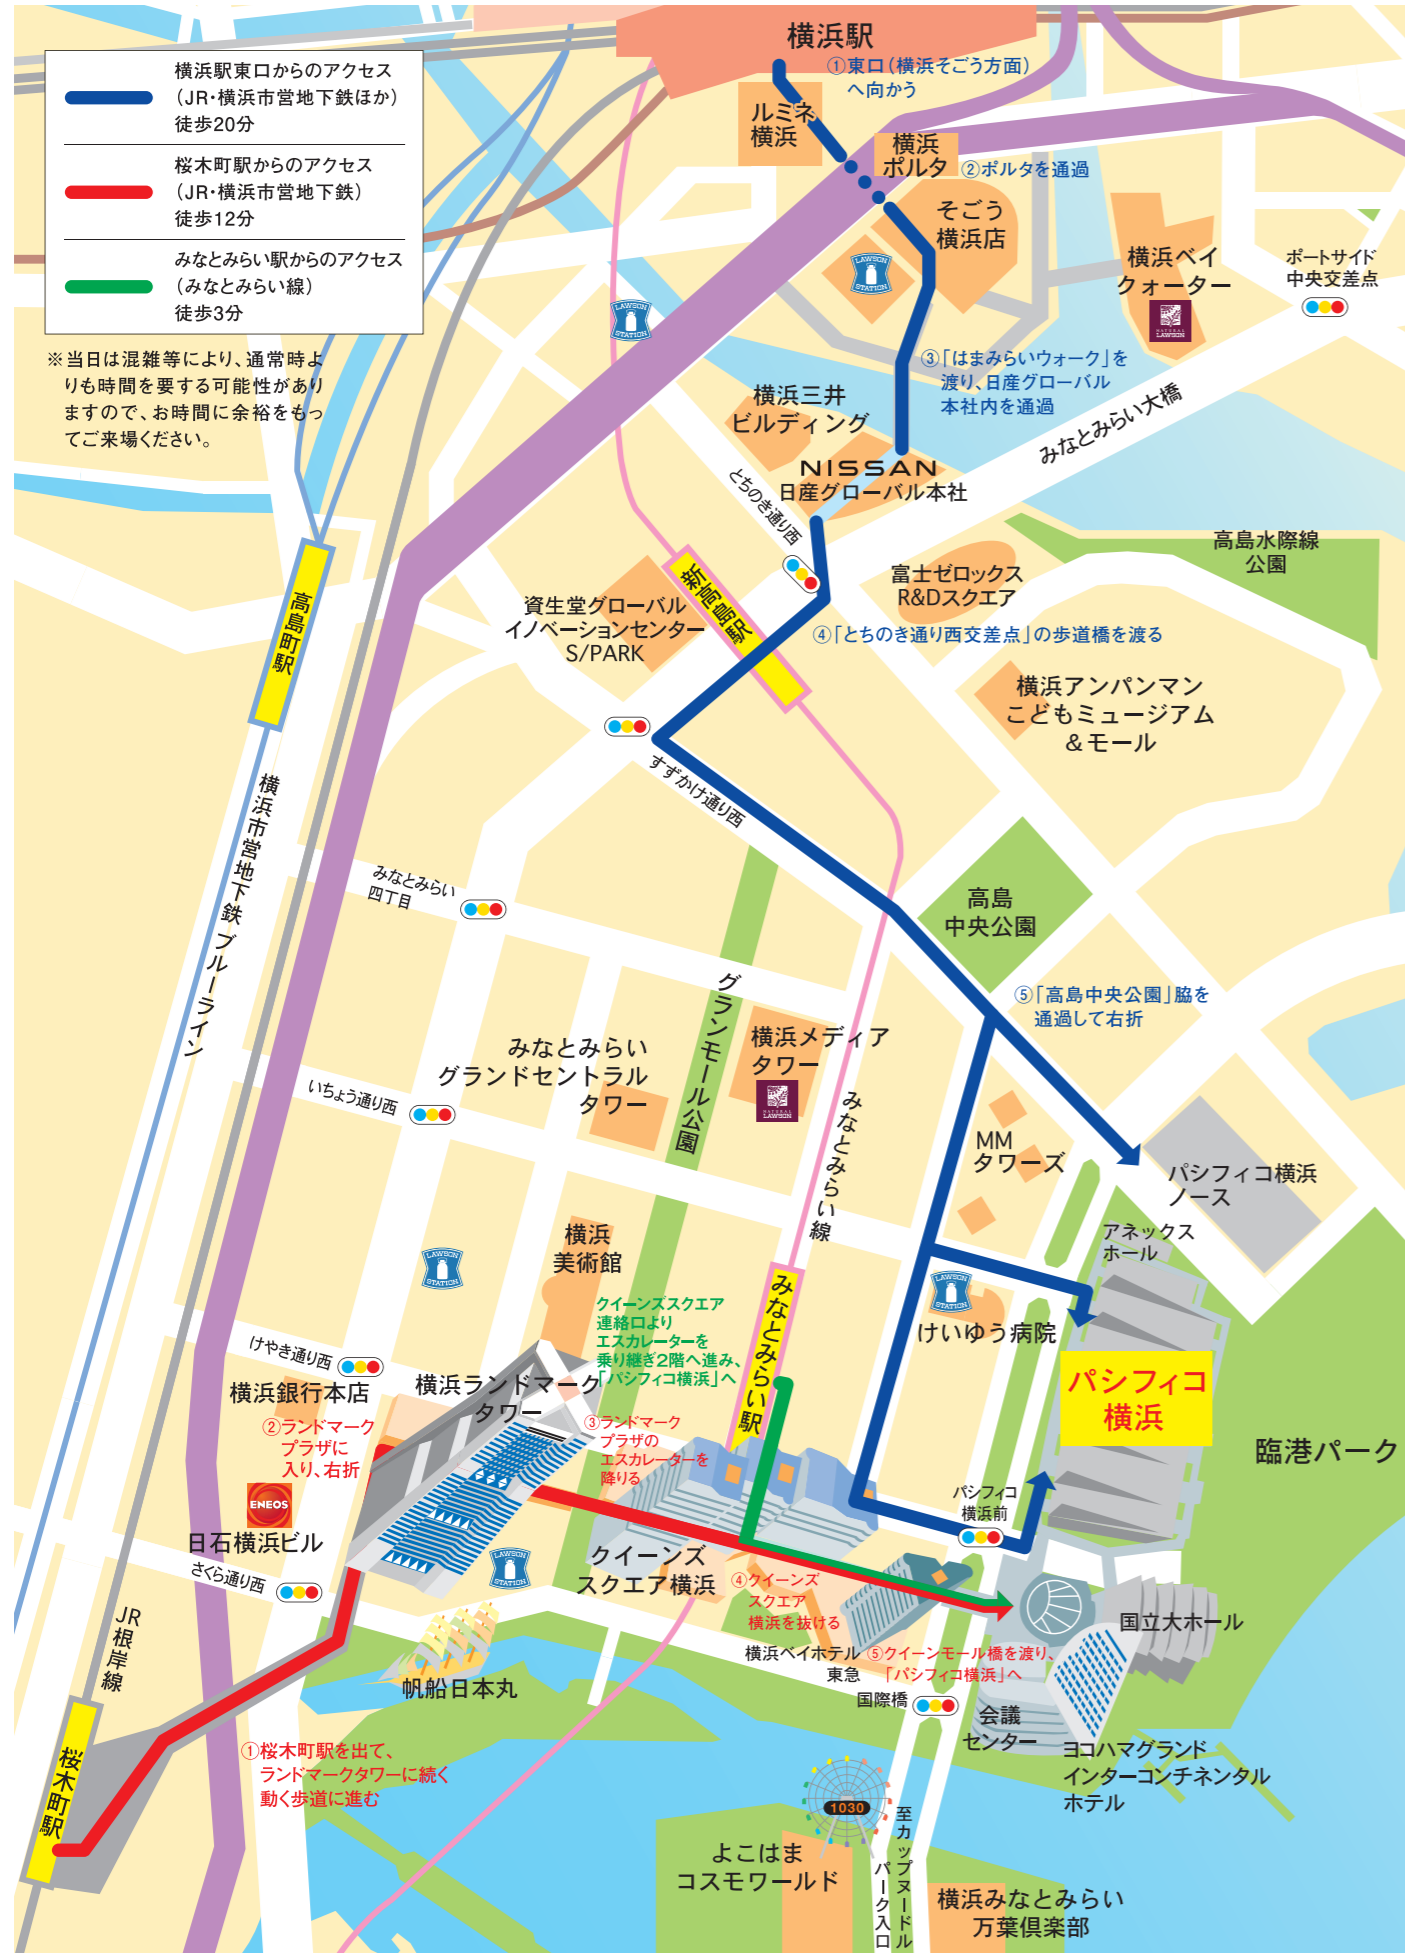 横浜駅東口からのアクセス
(JR・横浜市営地下鉄ほか)
徒歩20分
桜木町駅からのアクセス
(JR・横浜市営地下鉄)
徒歩12分
みなとみらい駅からのアクセス
(みなとみらい線)
徒歩3分
※当日は混雑等により、通常時よ
りも時間を要する可能性があり
ますので、お時間に余裕をもっ
てご来場ください。
横浜駅
①東口(横浜そごう方面)
へ向かう
ルミネ
横浜
横浜
ポルタ
②ポルタを通過
そごう
横浜店
LAWSON
STATION
LAWSON
STATION
横浜ベイ
クォーター
NATURAL
LAWSON
ポートサイド
中央交差点
③「はまみらいウォーク」を
渡り、日産グローバル
本社内を通過
横浜三井
ビルディング
みなとみらい大橋
NISSAN
日産グローバル本社
とちのき通り西
高島水際線
公園
富士ゼロックス
R&Dスクエア
新高島駅
高島町駅
資生堂グローバル
イノベーションセンター
S/PARK
④「とちのき通り西交差点」の歩道橋を渡る
横浜アンパンマン
こどもミュージアム
&モール
すずかけ通り西
横浜市営地下鉄 ブルーライン
みなとみらい
四丁目
高島
中央公園
グランモール公園
⑤「高島中央公園」脇を
通過して右折
横浜メディア
タワー
NATURAL
LAWSON
みなとみらい
グランドセントラル
タワー
いちょう通り西
みなとみらい線
MM
タワーズ
パシフィコ横浜
ノース
アネックス
ホール
横浜
美術館
LAWSON
STATION
LAWSON
STATION
けいゆう病院
クイーンズスクエア
連絡口より
エスカレーターを
乗り継ぎ2階へ進み、
「パシフィコ横浜」へ
みなとみらい駅
けやき通り西
横浜銀行本店
横浜ランドマーク
タワー
パシフィコ
横浜
臨港パーク
②ランドマーク
プラザに
入り、右折
③ランドマーク
プラザの
エスカレーターを
降りる
ENEOS
日石横浜ビル
パシフィコ
横浜前
さくら通り西
LAWSON
STATION
クイーンズ
スクエア横浜
④クイーンズ
スクエア
横浜を抜ける
JR根岸線
国立大ホール
横浜ベイホテル
東急
⑤クイーンモール橋を渡り、
「パシフィコ横浜」へ
帆船日本丸
国際橋
会議
センター
①桜木町駅を出て、
ランドマークタワーに続く
動く歩道に進む
桜木町駅
ヨコハマグランド
インターコンチネンタル
ホテル
1030
よこはま
コスモワールド
至カップヌードル
パーク入口
横浜みなとみらい
万葉倶楽部